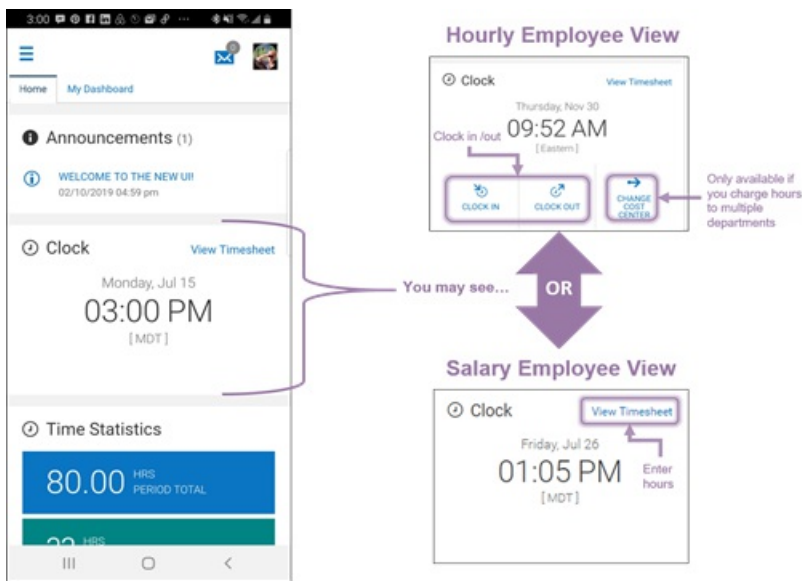 3:00
0
Home My Dashboard
Announcements (1)
WELCOME TO THE NEW UI!
02/10/2019 04:59 pm
Clock View Timesheet
Monday, Jul 15
03:00 PM
[ MDT ]
Time Statistics
80.00 HRS
PERIOD TOTAL
HRS
You may see...
Hourly Employee View
Clock View Timesheet
Thursday, Nov 30
09:52 AM
[ Eastern ]
Clock in /out
CLOCK IN
CLOCK OUT
CHANGE
COST
CENTER
Only available if
you charge hours
to multiple
departments
OR
Salary Employee View
Clock View Timesheet
Friday, Jul 26
01:05 PM
[ MDT ]
Enter
hours